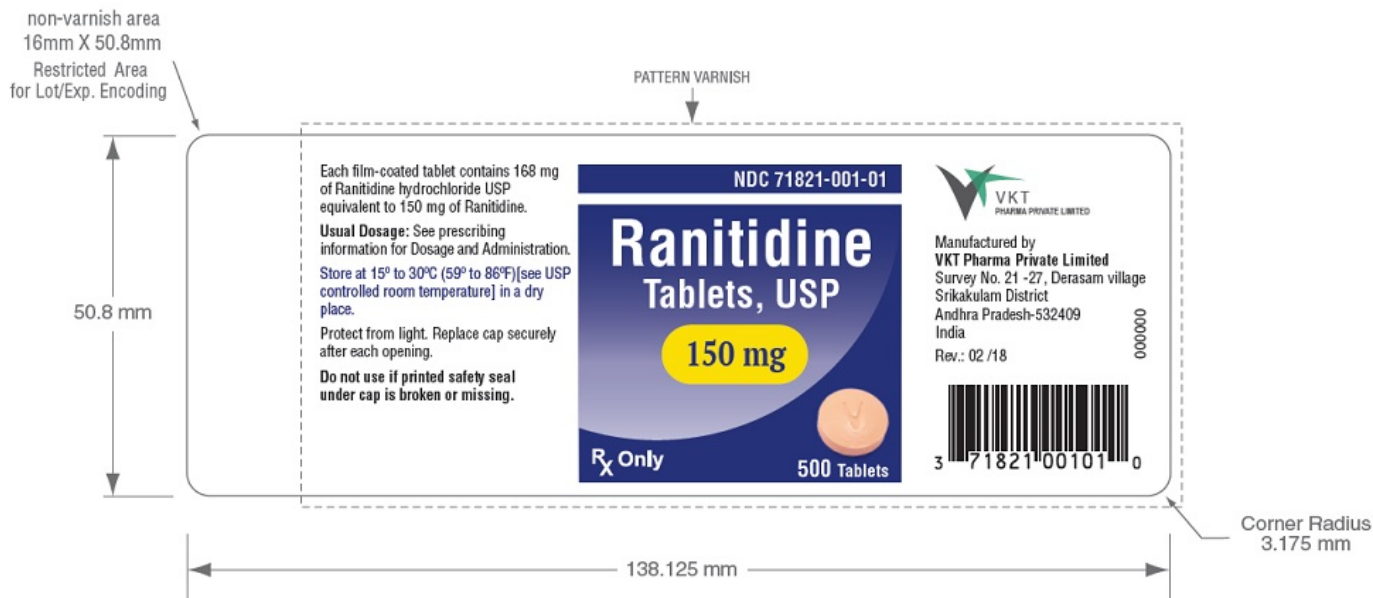 non-varnish area
16mm X 50.8mm
Restricted Area
for Lot/Exp. Encoding
PATTERN VARNISH
50.8 mm
Each film-coated tablet contains 168 mg
of Ranitidine hydrochloride USP
equivalent to 150 mg of Ranitidine.
Usual Dosage: See prescribing
information for Dosage and Administration.
Store at 15⁰ to 30⁰C (59⁰ to 86⁰F)[see USP
controlled room temperature] in a dry
place.
Protect from light. Replace cap securely
after each opening.
Do not use if printed safety seal
under cap is broken or missing.
NDC 71821-001-01
Ranitidine
Tablets, USP
150 mg
V
Rx Only
500 Tablets
VKT
PHARMA PRIVATE LIMITED
Manufactured by
VKT Pharma Private Limited
Survey No. 21 -27, Derasam village
Srikakulam District
Andhra Pradesh-532409
India
Rev.: 02 /18
000000
3 71821 00101 0
Corner Radius
3.175 mm
138.125 mm